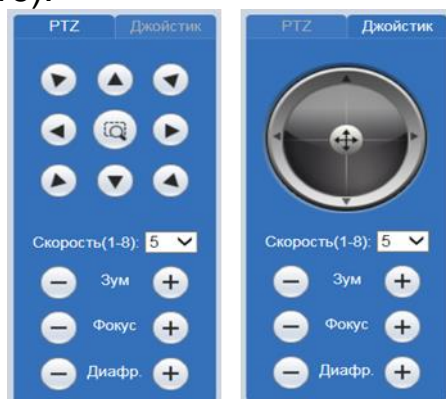 PTZ Джойстик
Скорость(1-8): 5
Зум
Фокус
Диафр.
PTZ Джойстик
Скорость(1-8): 5
Зум
Фокус
Диафр.